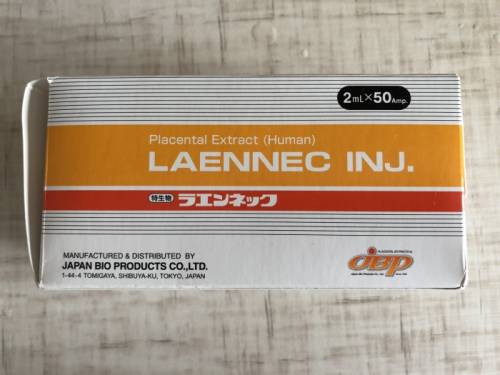 2mL×50Amp.
Placental Extract (Human)
LAENNEC INJ.
特生物 ラエンネック
MANUFACTURED & DISTRIBUTED BY
JAPAN BIO PRODUCTS CO.,LTD.
1-44-4 TOMIGAYA, SHIBUYA-KU, TOKYO, JAPAN
JBP